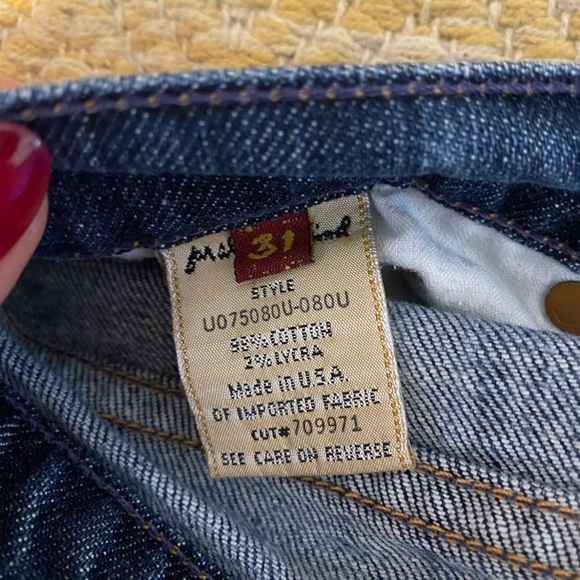 31
STYLE
U075080U-080U
98% COTTON
2% LYCRA
Made in U.S.A.
OF IMPORTED FABRIC
CUT# 709971
SEE CARE ON REVERSE